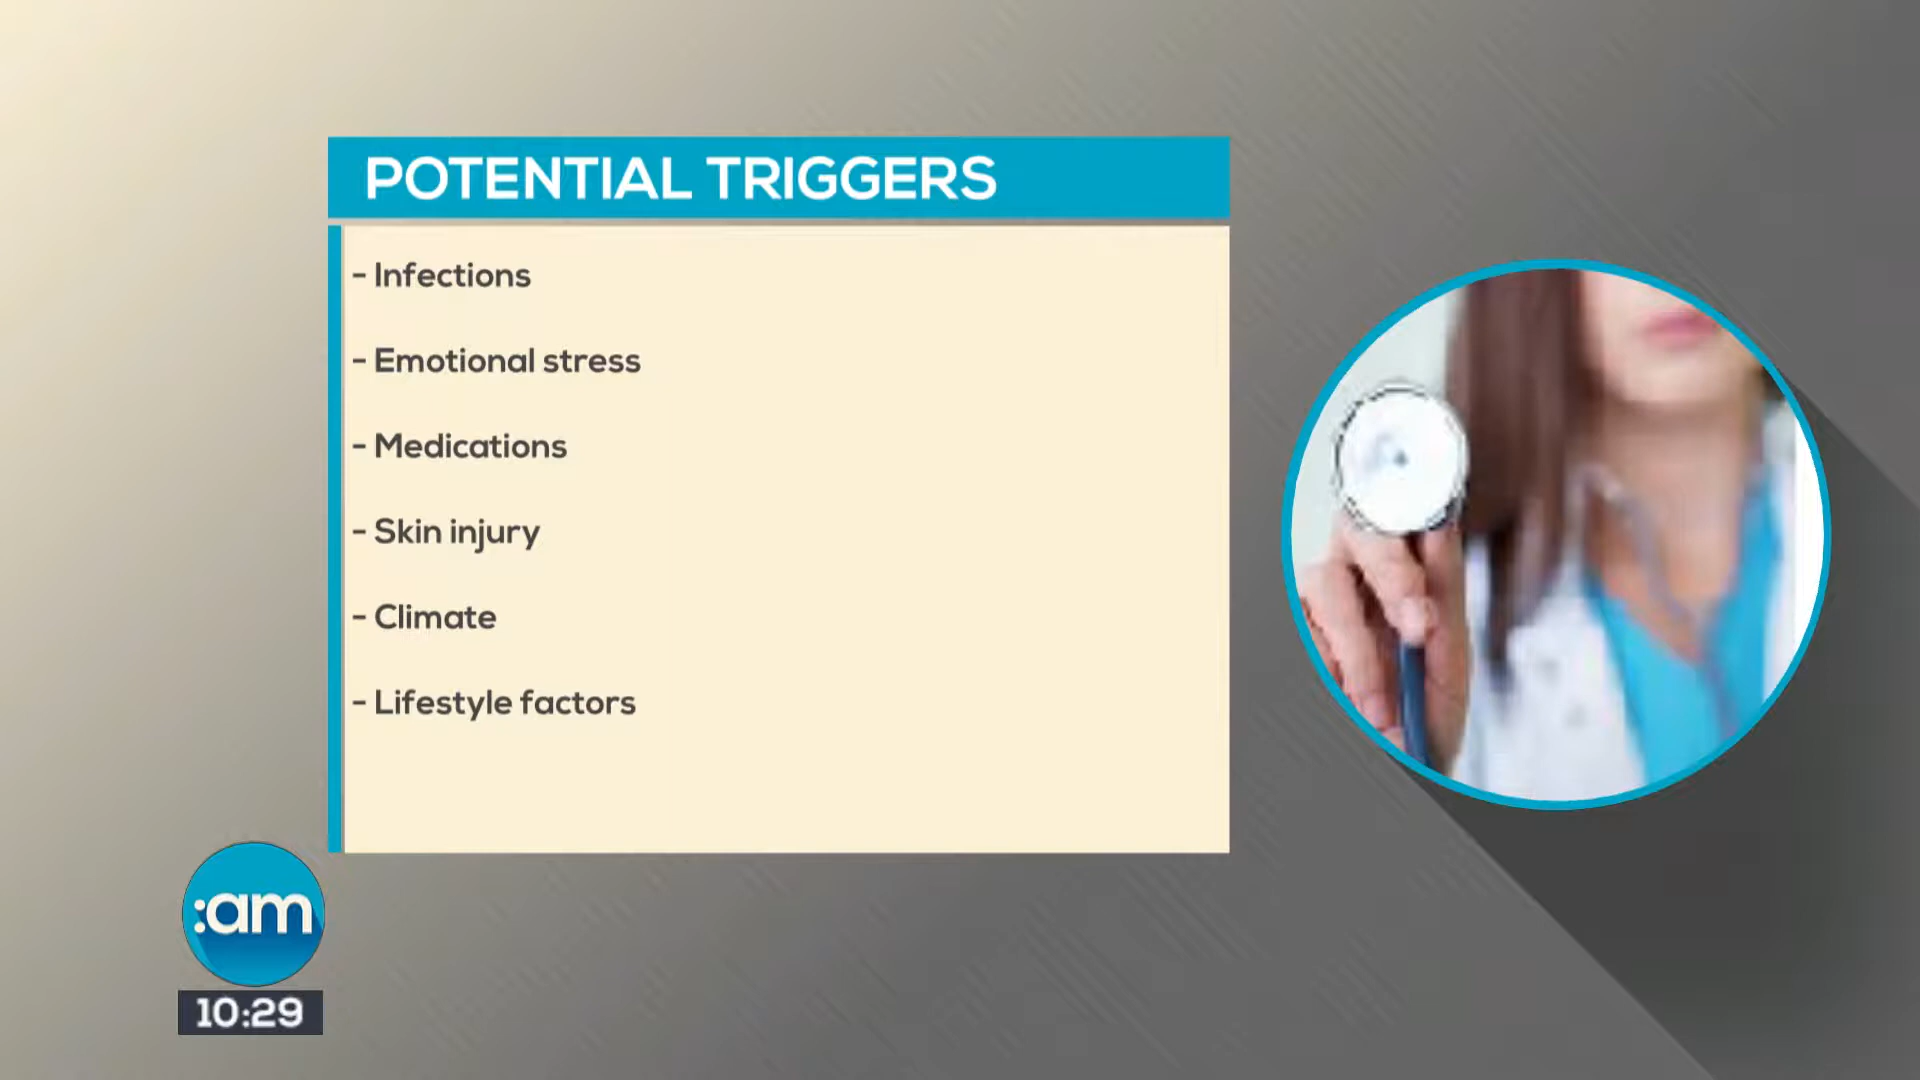 POTENTIAL TRIGGERS
- Infections
- Emotional stress
- Medications
- Skin injury
- Climate
- Lifestyle factors
:am
10:29